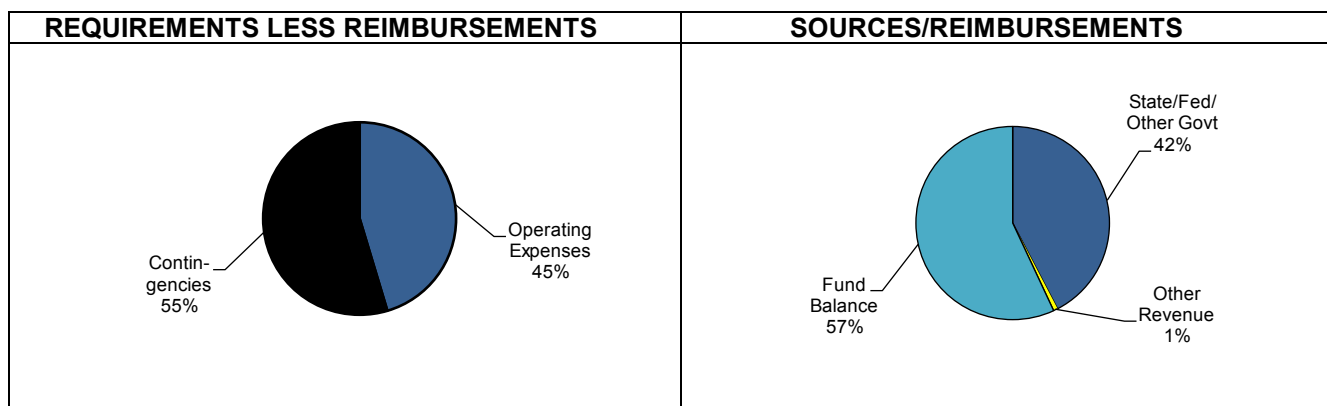 REQUIREMENTS LESS REIMBURSEMENTS
Contin-
gencies
55%
Operating
Expenses
45%
SOURCES/REIMBURSEMENTS
State/Fed/
Other Govt
42%
Fund
Balance
57%
Other
Revenue
1%